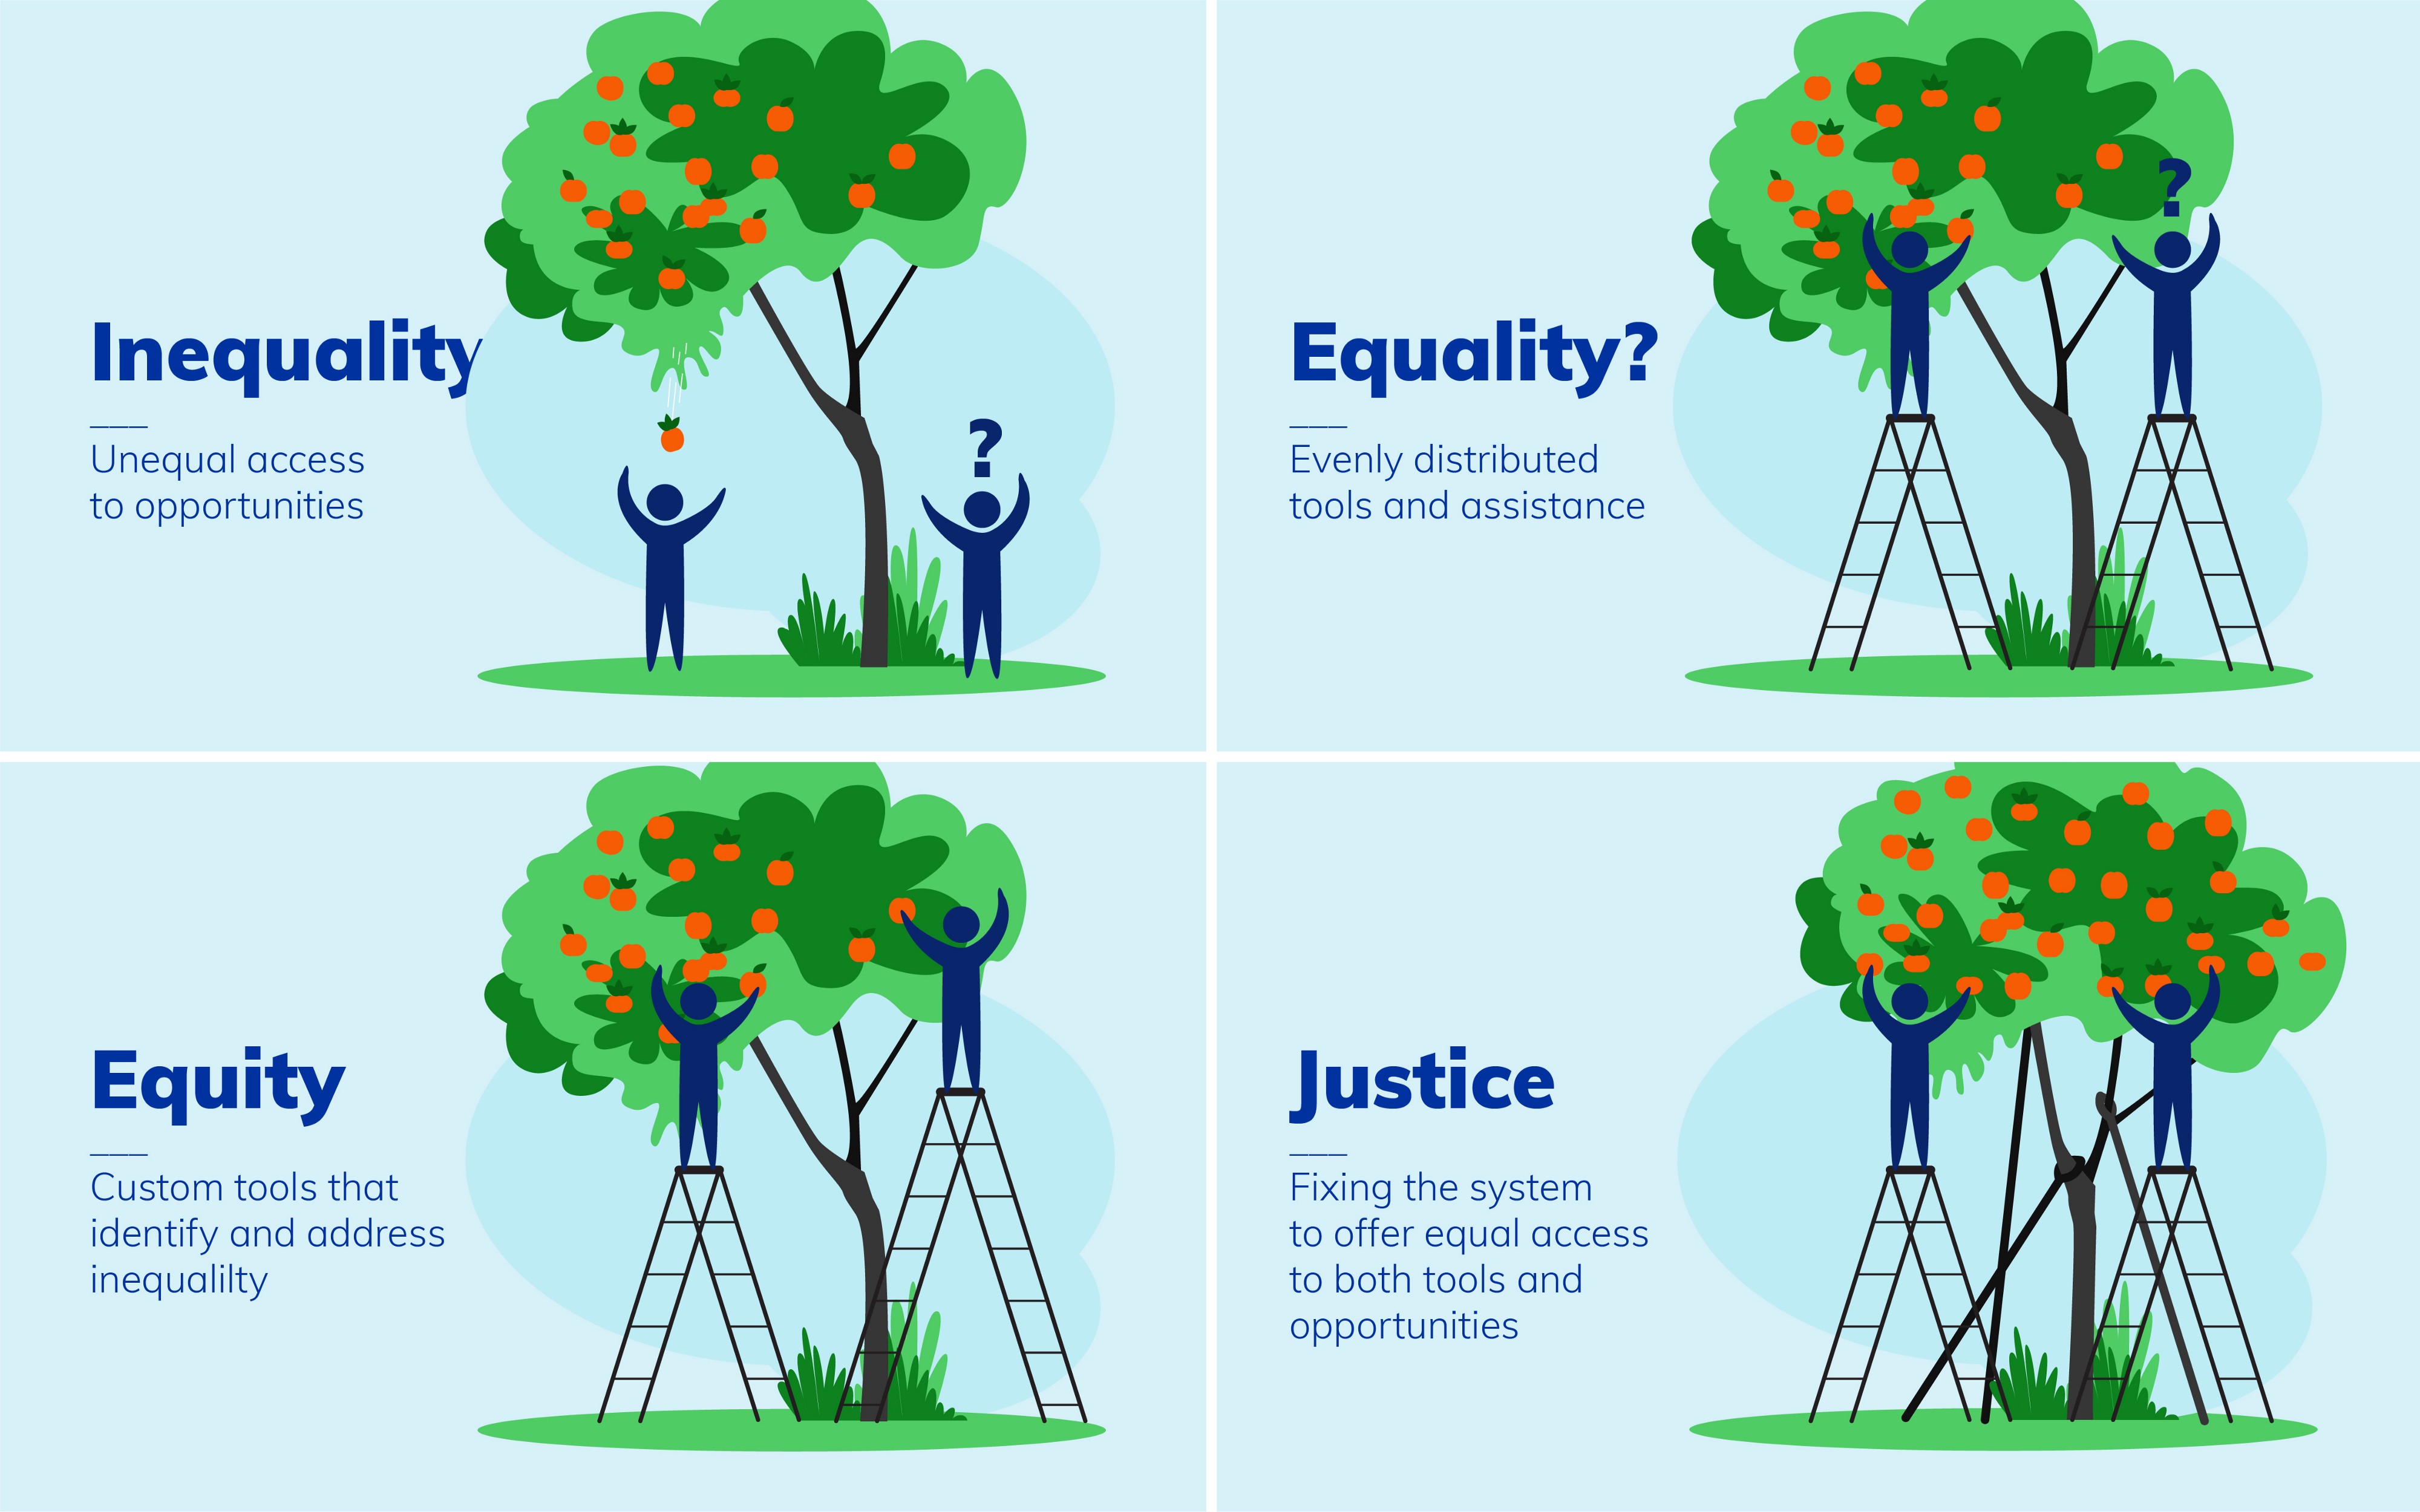 Inequality
Unequal access
to opportunities
?
Equality?
Evenly distributed
tools and assistance
?
Equity
Custom tools that
identify and address
inequalilty
Justice
Fixing the system
to offer equal access
to both tools and
opportunities